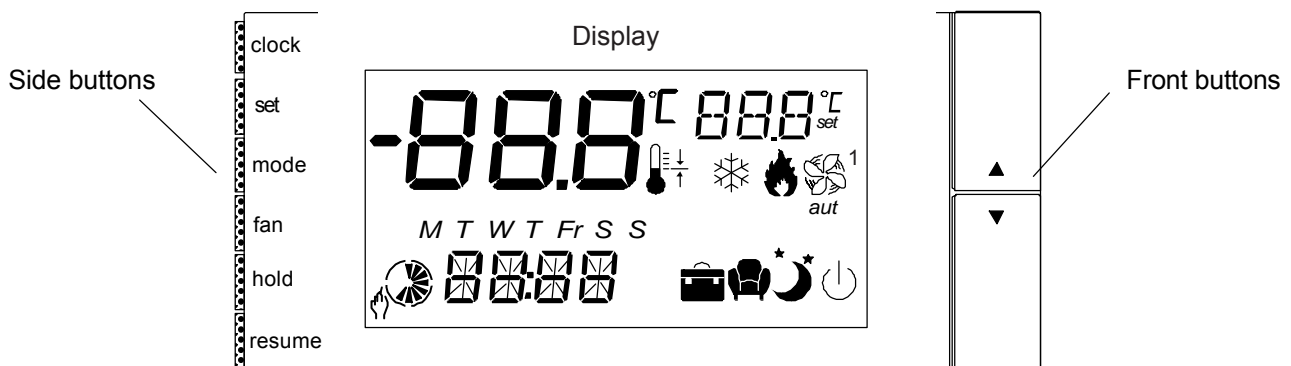 Display
Side buttons
Front buttons
clock
set
mode
fan
hold
resume
-88.8 °C
88.8 °C
set
1
aut
M T W T Fr S S
88:88
▲
▼